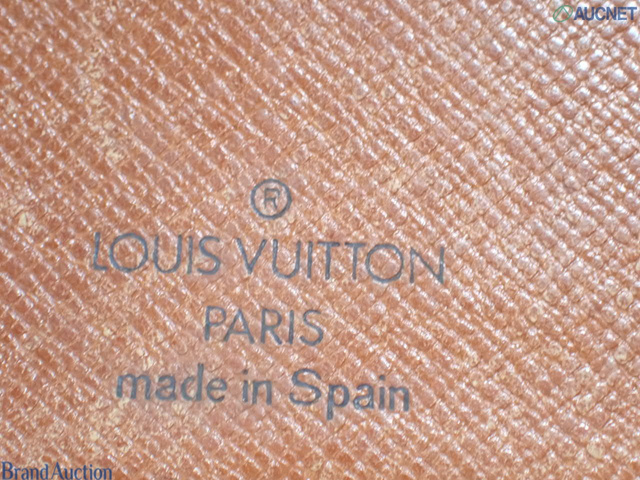 AUCNET
®
LOUIS VUITTON
PARIS
made in Spain
Brand Auction